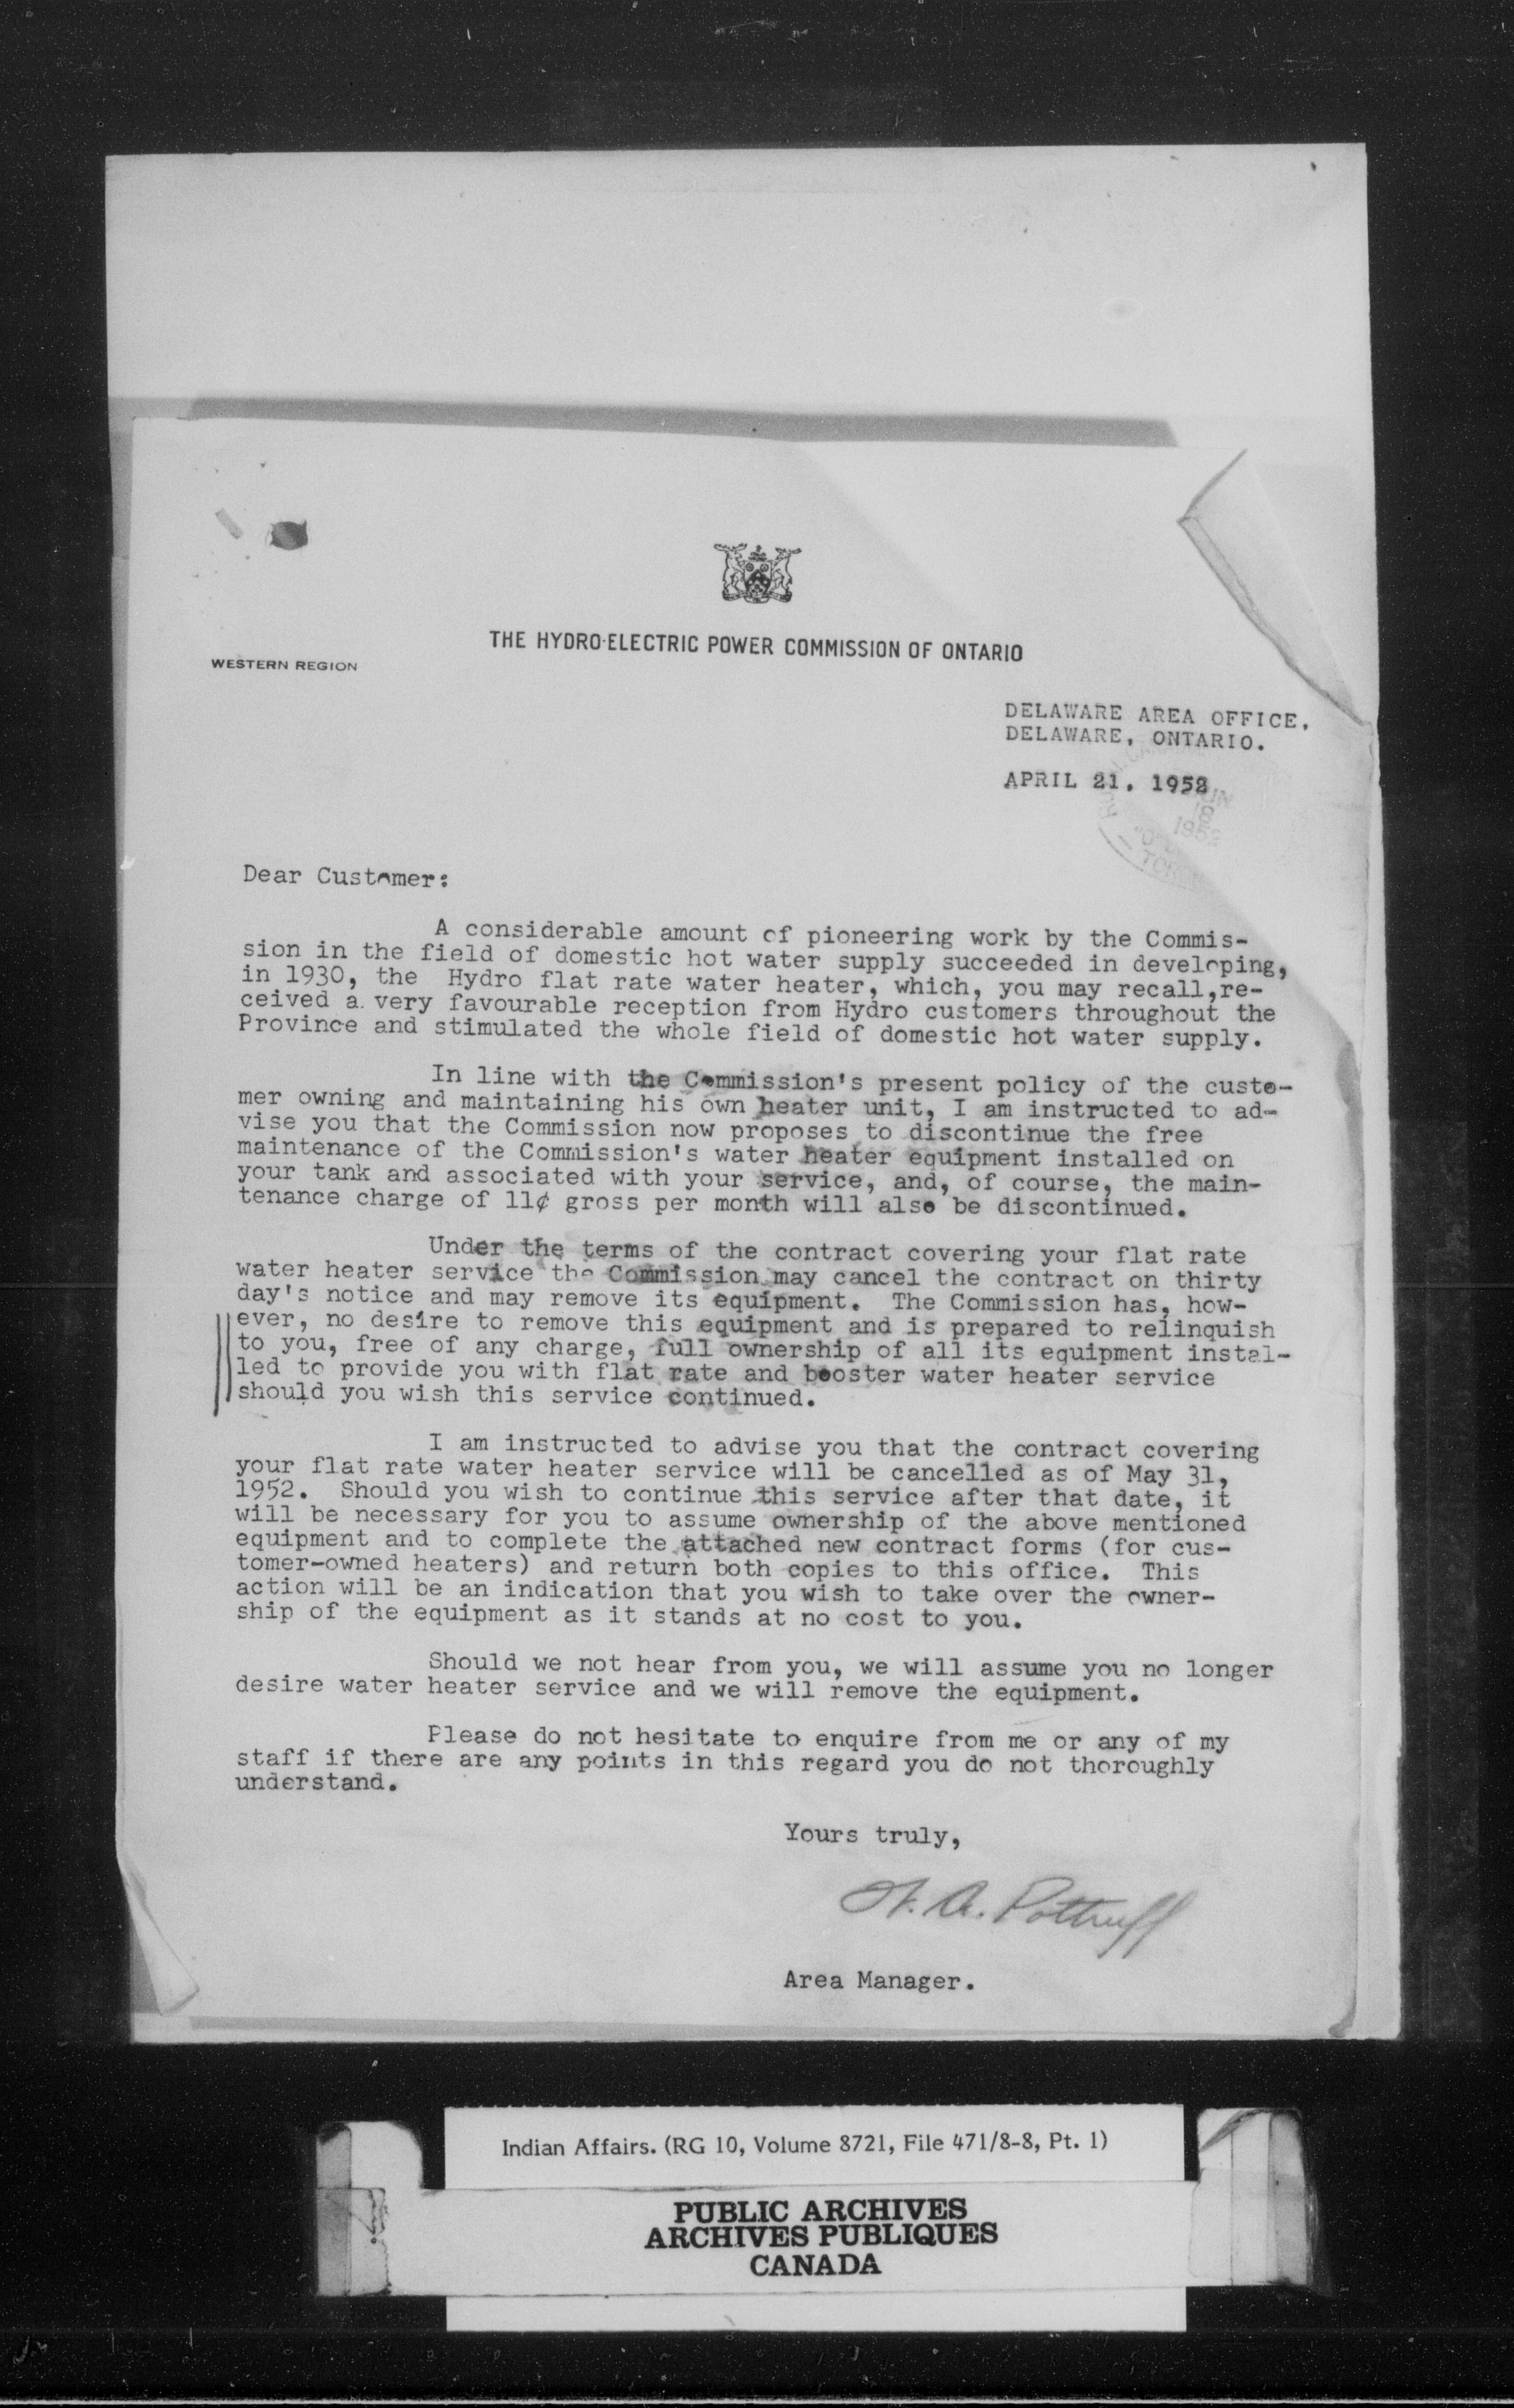 THE HYDRO-ELECTRIC POWER COMMISSION OF ONTARIO
WESTERN REGION
DELAWARE AREA OFFICE,
DELAWARE, ONTARIO.
APRIL 21, 1952
JUN
18
1952
Dear Customer:
A considerable amount of pioneering work by the Commis-
sion in the field of domestic hot water supply succeeded in developing,
in 1930, the Hydro flat rate water heater, which, you may recall,re-
ceived a very favourable reception from Hydro customers throughout the
Province and stimulated the whole field of domestic hot water supply.
In line with the Commission's present policy of the custo-
mer owning and maintaining his own heater unit, I am instructed to ad-
vise you that the Commission now proposes to discontinue the free
maintenance of the Commission's water heater equipment installed on
your tank and associated with your service, and, of course, the main-
tenance charge of 11¢ gross per month will also be discontinued.
Under the terms of the contract covering your flat rate
water heater service the Commission may cancel the contract on thirty
day's notice and may remove its equipment. The Commission has, how-
ever, no desire to remove this equipment and is prepared to relinquish
to you, free of any charge, full ownership of all its equipment instal-
led to provide you with flat rate and booster water heater service
should you wish this service continued.
I am instructed to advise you that the contract covering
your flat rate water heater service will be cancelled as of May 31,
1952. Should you wish to continue this service after that date, it
will be necessary for you to assume ownership of the above mentioned
equipment and to complete the attached new contract forms (for cus-
tomer-owned heaters) and return both copies to this office. This
action will be an indication that you wish to take over the owner-
ship of the equipment as it stands at no cost to you.
Should we not hear from you, we will assume you no longer
desire water heater service and we will remove the equipment.
Please do not hesitate to enquire from me or any of my
staff if there are any points in this regard you do not thoroughly
understand.
Yours truly,
A. Pottruff
Area Manager.
Indian Affairs. (RG 10, Volume 8721, File 471/8-8, Pt. 1)
PUBLIC ARCHIVES
ARCHIVES PUBLIQUES
CANADA